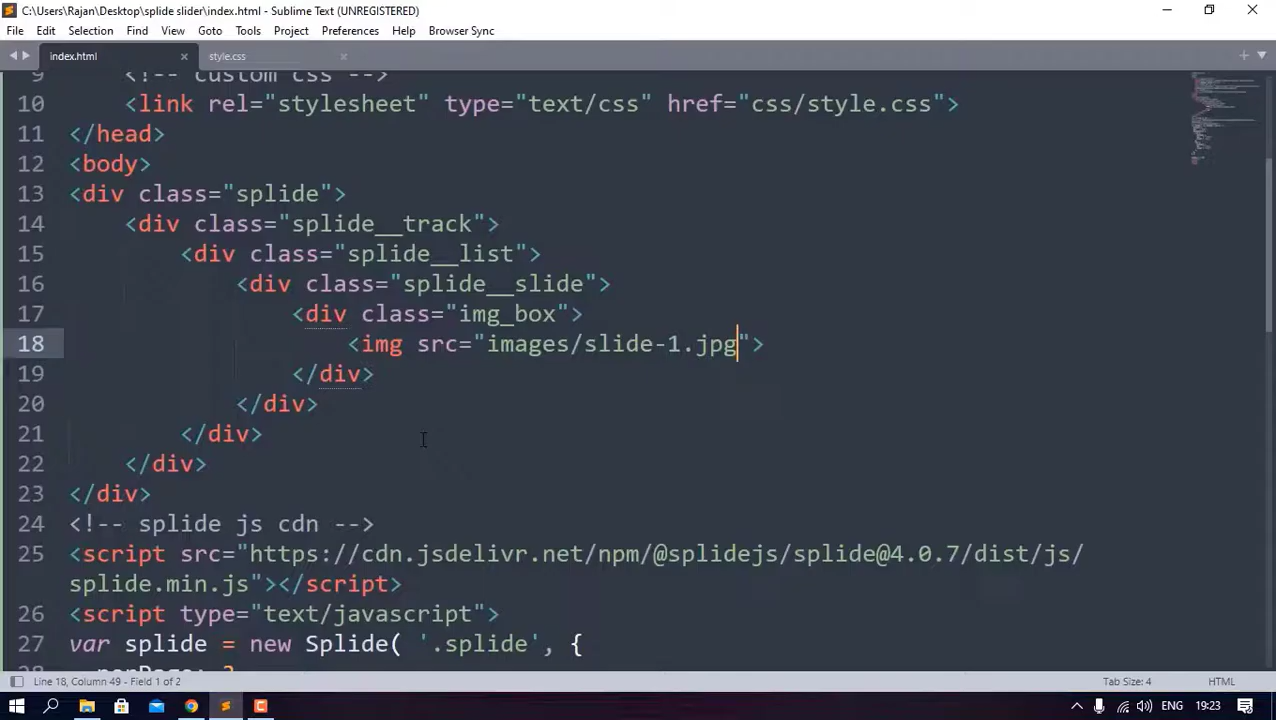 C:\Users\Rajan\Desktop\splide slider\index.html - Sublime Text (UNREGISTERED)
File Edit Selection Find View Goto Tools Project Preferences Help Browser Sync
index.html × style.css ×
9 <!-- custom css -->
10 <link rel="stylesheet" type="text/css" href="css/style.css">
11 </head>
12 <body>
13 <div class="splide">
14 <div class="splide__track">
15 <div class="splide__list">
16 <div class="splide__slide">
17 <div class="img_box">
18 <img src="images/slide-1.jpg">
19 </div>
20 </div>
21 </div>
22 </div>
23 </div>
24 <!-- splide js cdn -->
25 <script src="https://cdn.jsdelivr.net/npm/@splidejs/splide@4.0.7/dist/js/
splide.min.js"></script>
26 <script type="text/javascript">
27 var splide = new Splide( '.splide', {
Line 18, Column 49 - Field 1 of 2 Tab Size: 4 HTML
ENG 19:23